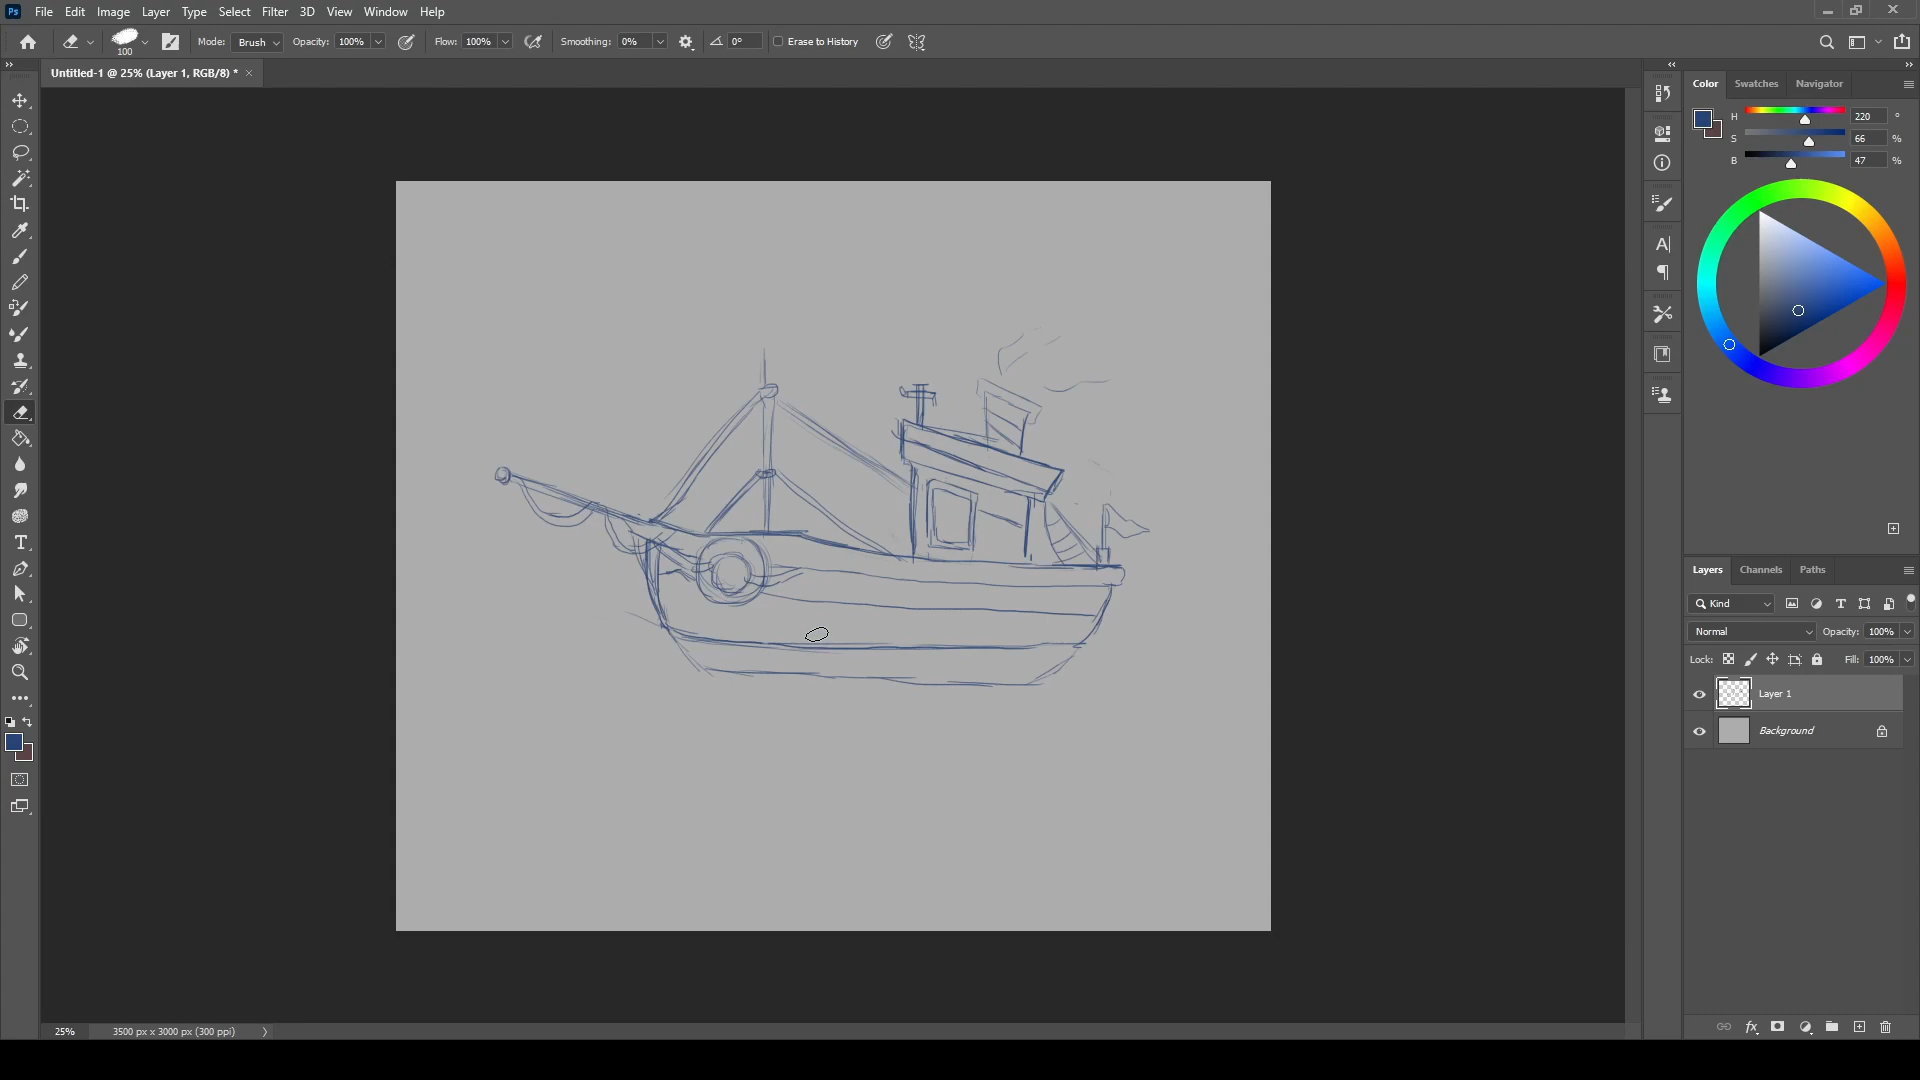 Ps File Edit Image Layer Type Select Filter 3D View Window Help
100 Mode: Brush Opacity: 100% Flow: 100% Smoothing: 0% 0° Erase to History
Untitled-1 @ 25% (Layer 1, RGB/8) *
Color Swatches Navigator
H 220 °
S 66 %
B 47 %
Layers Channels Paths
Kind
Normal Opacity: 100%
Lock: Fill: 100%
Layer 1
Background
25% 3500 px x 3000 px (300 ppi)